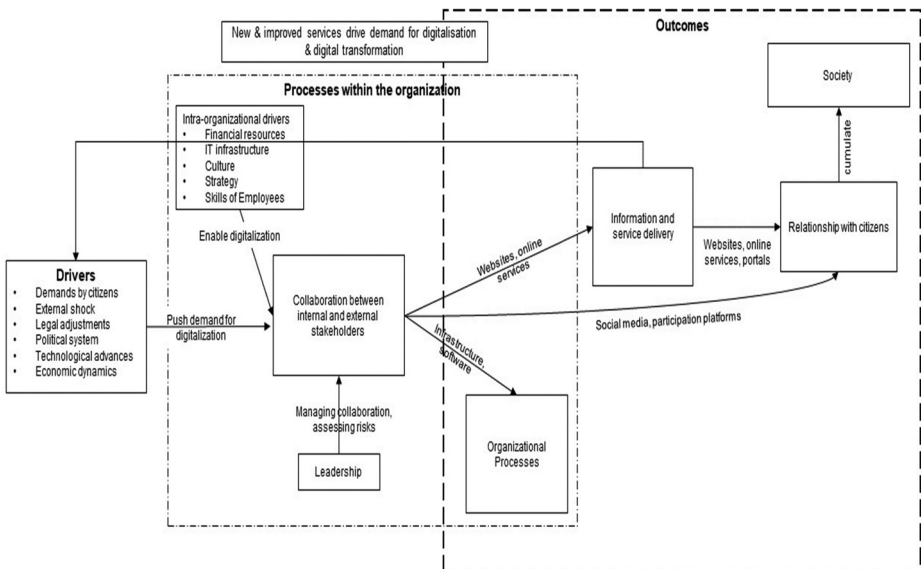 New & improved services drive demand for digitalisation
& digital transformation
Outcomes
Processes within the organization
Society
Intra-organizational drivers
• Financial resources
• IT infrastructure
• Culture
• Strategy
• Skills of Employees
cumulate
Information and
service delivery
Relationship with citizens
Enable digitalization
Websites, online
services
Websites, online
services, portals
Drivers
• Demands by citizens
• External shock
• Legal adjustments
• Political system
• Technological advances
• Economic dynamics
Push demand for
digitalization
Collaboration between
internal and external
stakeholders
Social media, participation platforms
Infrastructure,
software
Managing collaboration,
assessing risks
Organizational
Processes
Leadership